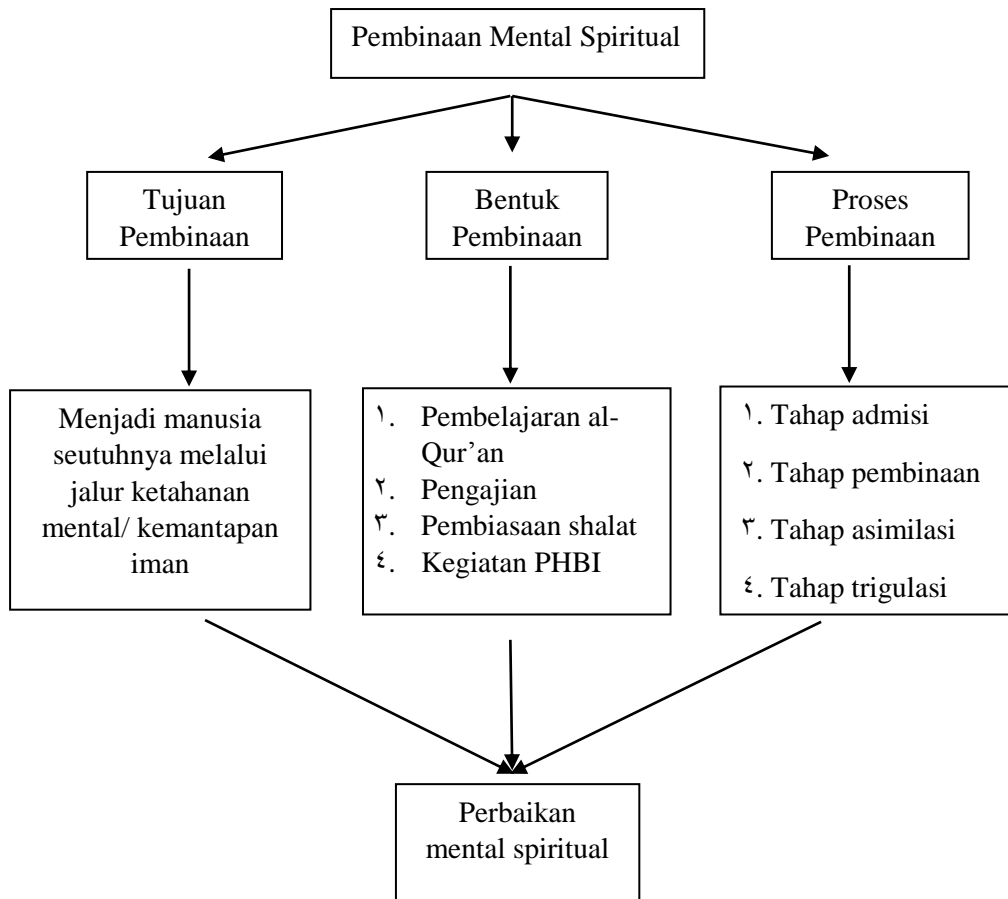 Pembinaan Mental Spiritual
Tujuan
Pembinaan
Bentuk
Pembinaan
Proses
Pembinaan
Menjadi manusia
seutuhnya melalui
jalur ketahanan
mental/ kemantapan
iman
١. Pembelajaran al-
Qur’an
٢. Pengajian
٣. Pembiasaan shalat
٤. Kegiatan PHBI
١. Tahap admisi
٢. Tahap pembinaan
٣. Tahap asimilasi
٤. Tahap trigulasi
Perbaikan
mental spiritual